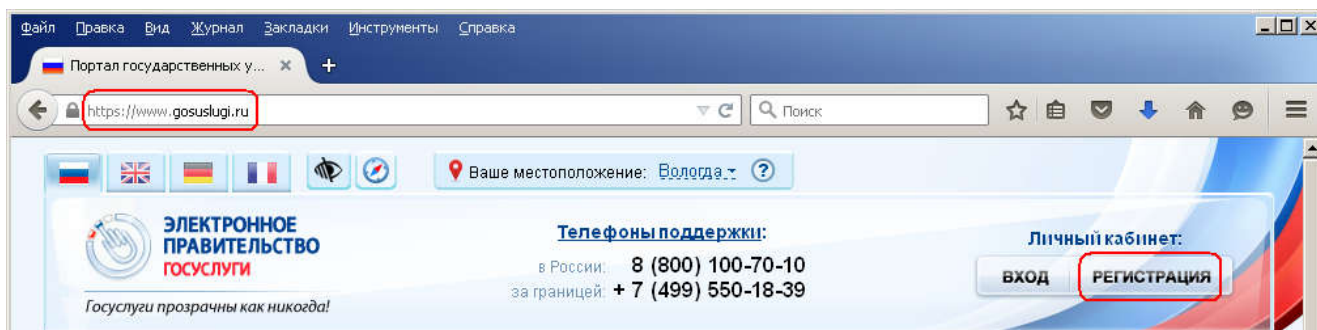 Файл Правка Вид Журнал Закладки Инструменты Справка
Портал государственных у...
https://www.gosuslugi.ru
Поиск
Ваше местоположение: Вологда
ЭЛЕКТРОННОЕ
ПРАВИТЕЛЬСТВО
ГОСУСЛУГИ
Госуслуги прозрачны как никогда!
Телефоны поддержки:
в России: 8 (800) 100-70-10
за границей: + 7 (499) 550-18-39
Личный кабинет:
ВХОД РЕГИСТРАЦИЯ